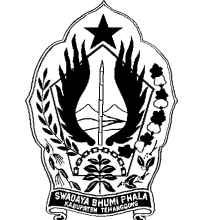 SWADAYA BHUMI PHALA
KABUPATEN TEMANGGUNG